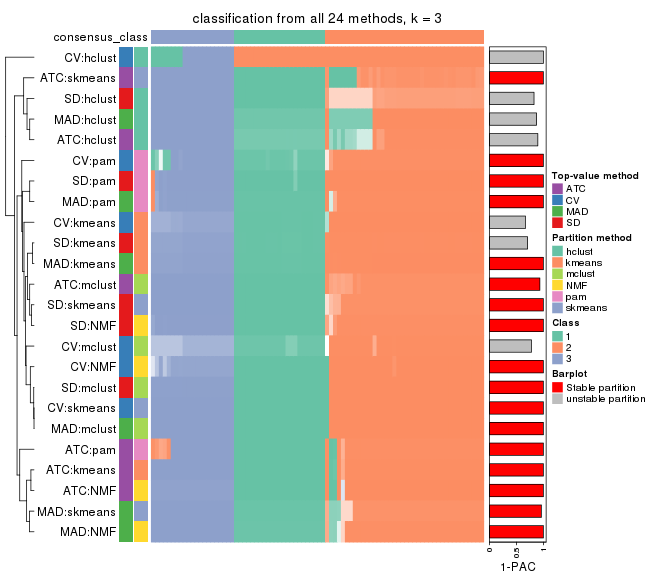 classification from all 24 methods, k = 3
consensus_class
CV:hclust
ATC:skmeans
SD:hclust
MAD:hclust
ATC:hclust
CV:pam
SD:pam
MAD:pam
CV:kmeans
SD:kmeans
MAD:kmeans
ATC:mclust
SD:skmeans
SD:NMF
CV:mclust
CV:NMF
SD:mclust
CV:skmeans
MAD:mclust
ATC:pam
ATC:kmeans
ATC:NMF
MAD:skmeans
MAD:NMF
0
0.5
1
1-PAC
Top-value method
ATC
CV
MAD
SD
Partition method
hclust
kmeans
mclust
NMF
pam
skmeans
Class
1
2
3
Barplot
Stable partition
unstable partition